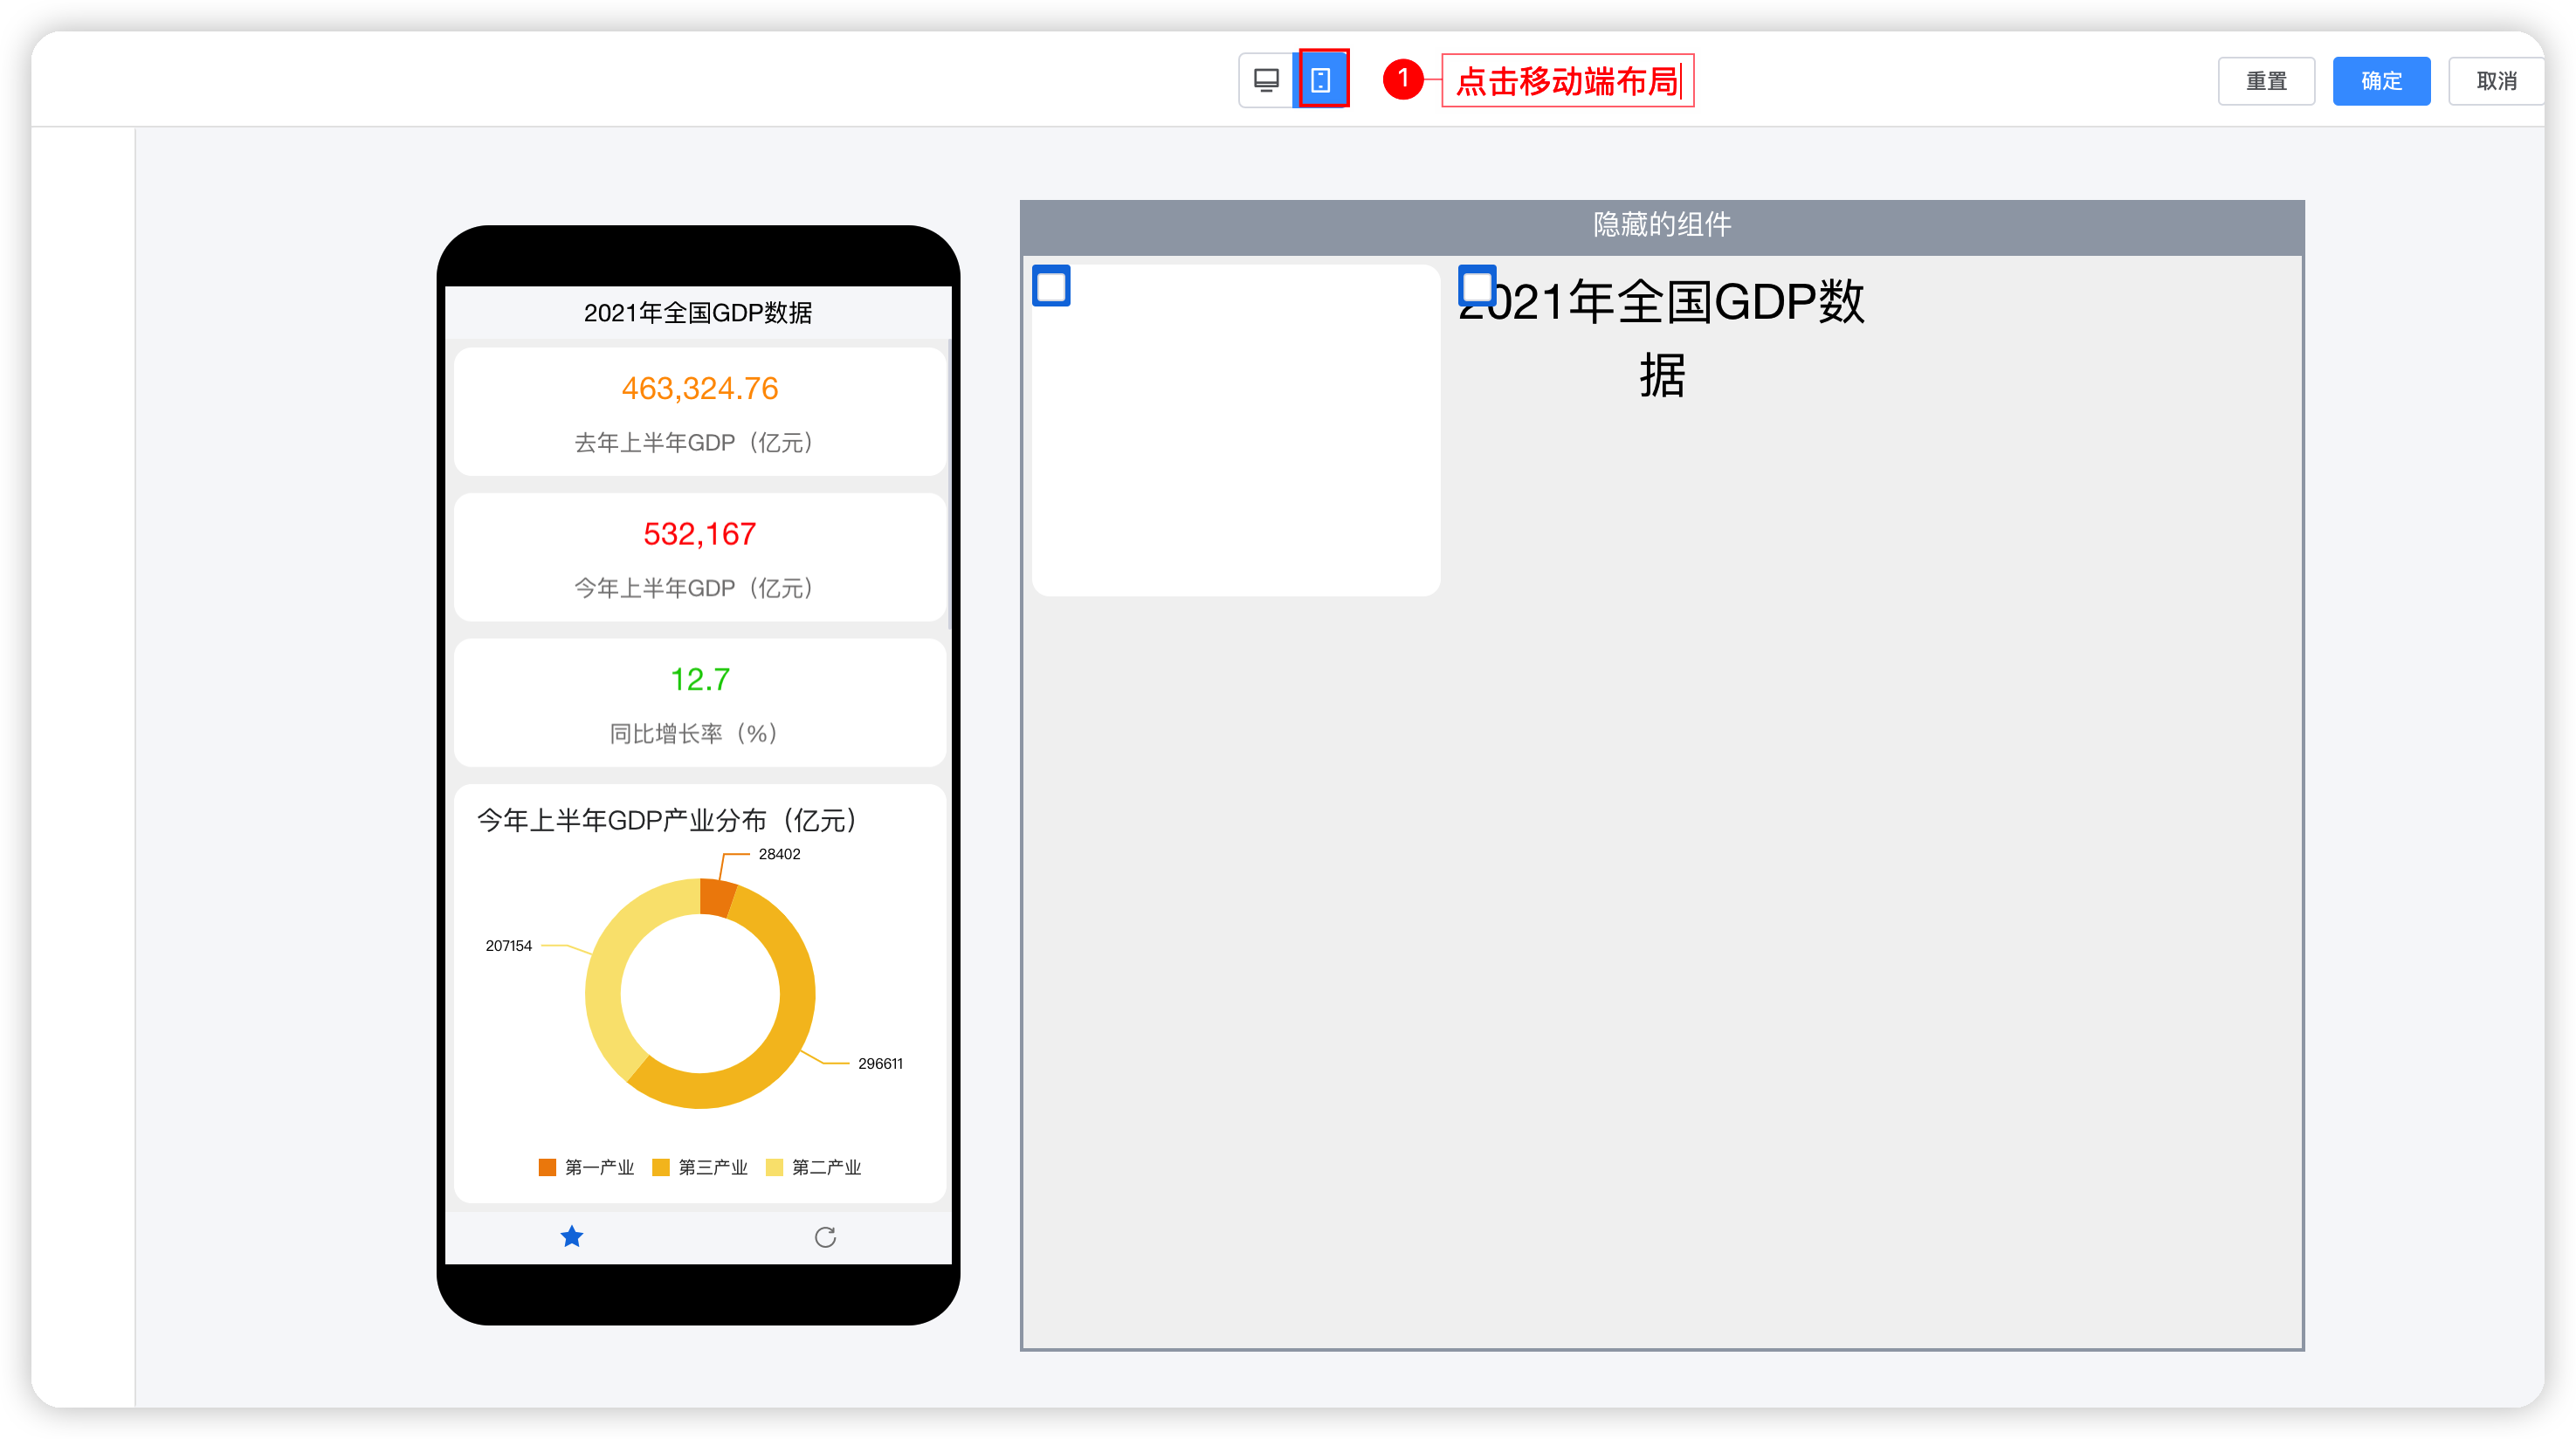 1
点击移动端布局
重置
确定
取消
2021年全国GDP数据
463,324.76
去年上半年GDP（亿元）
532,167
今年上半年GDP（亿元）
12.7
同比增长率（%）
今年上半年GDP产业分布（亿元）
28402
207154
296611
第一产业 第三产业 第二产业
隐藏的组件
2021年全国GDP数
据